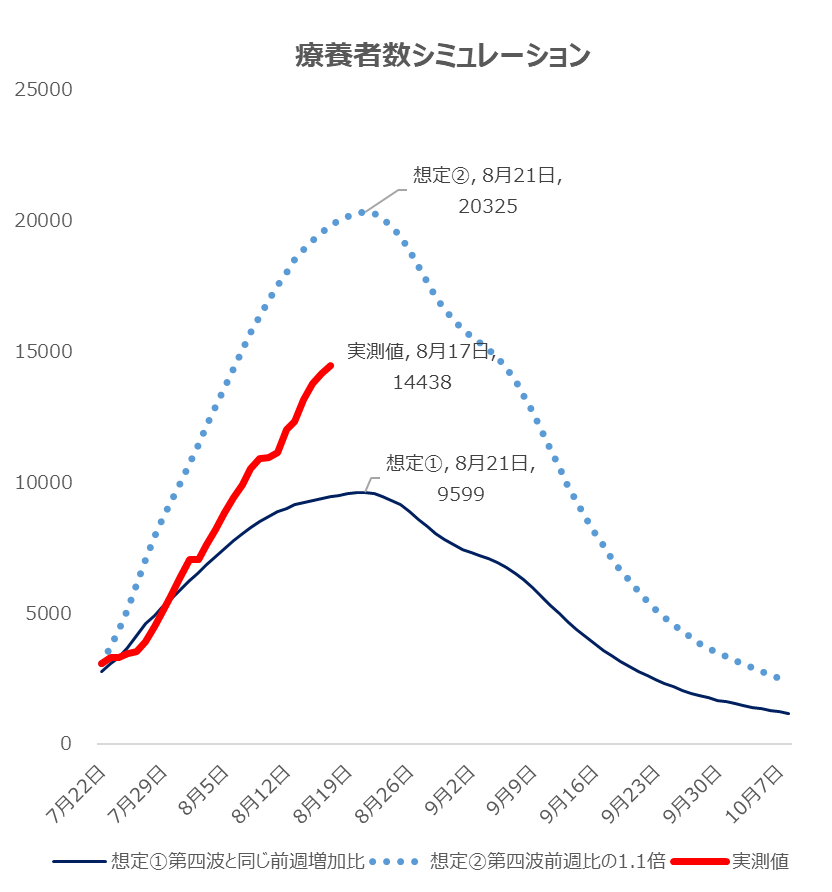 療養者数シミュレーション
25000
20000
15000
10000
5000
0
想定②, 8月21日,
20325
実測値, 8月17日,
14438
想定①, 8月21日,
9599
7月22日
7月29日
8月5日
8月12日
8月19日
8月26日
9月2日
9月9日
9月16日
9月23日
9月30日
10月7日
想定①第四波と同じ前週増加比
想定②第四波前週比の1.1倍
実測値